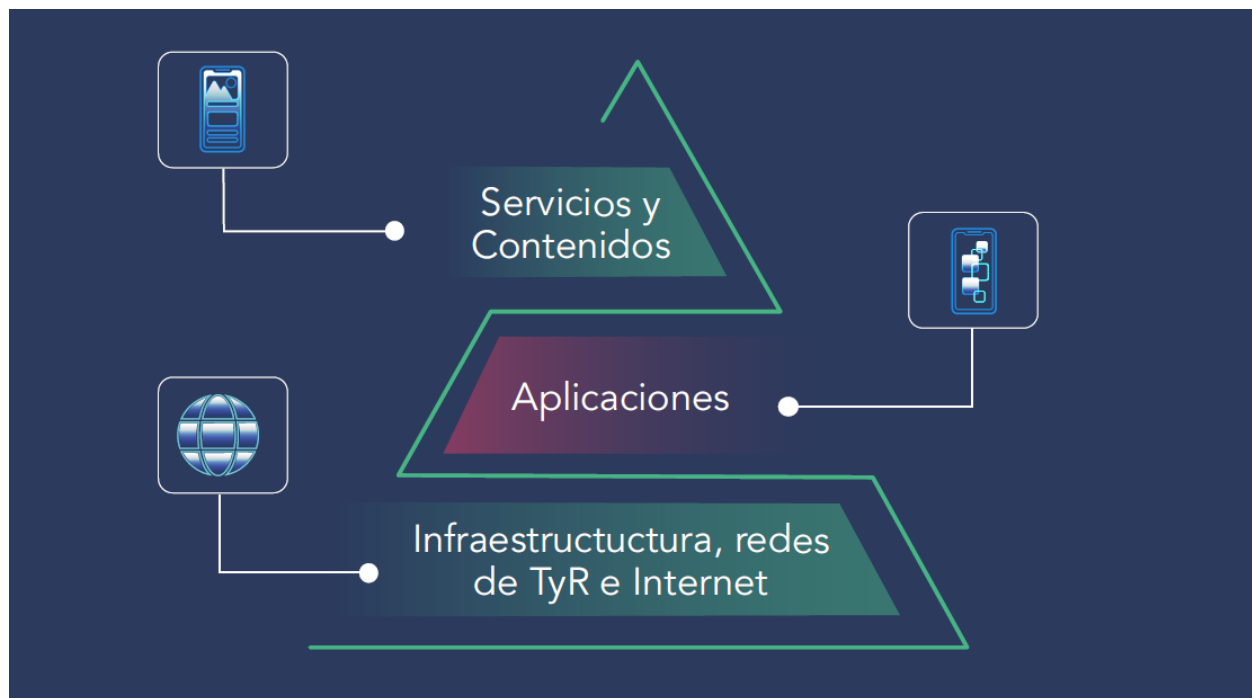 Servicios y
Contenidos
Aplicaciones
Infraestructuctura, redes
de TyR e Internet